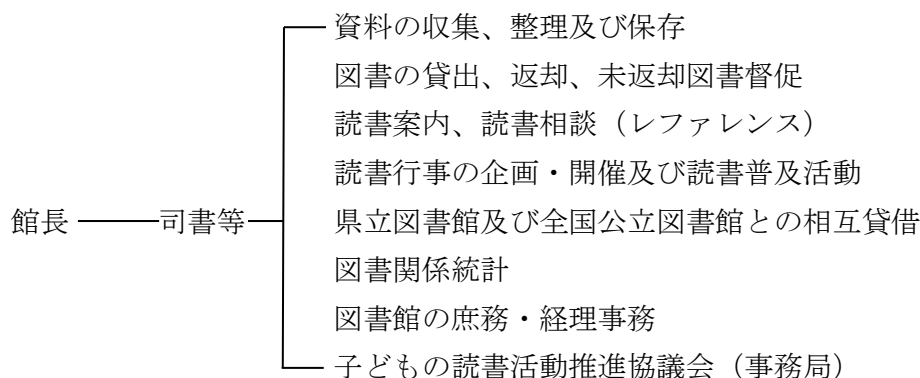 資料の収集、整理及び保存
図書の貸出、返却、未返却図書督促
読書案内、読書相談（レファレンス）
読書行事の企画・開催及び読書普及活動
館長 司書等 県立図書館及び全国公立図書館との相互貸借
図書関係統計
図書館の庶務・経理事務
子どもの読書活動推進協議会（事務局）